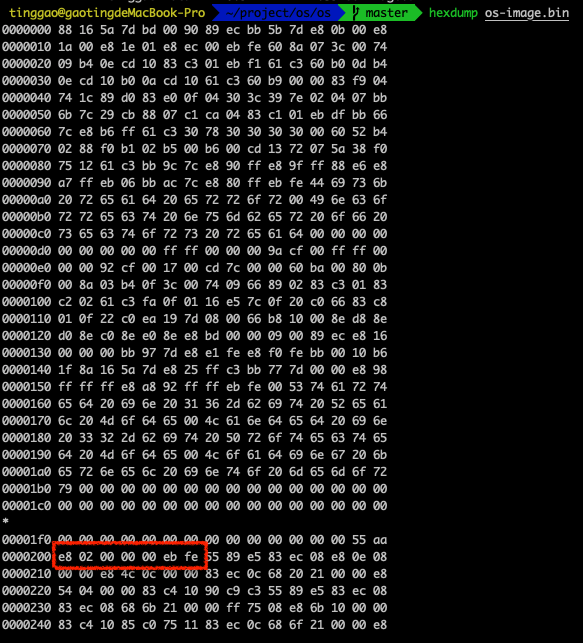 tinggao@gaotingdeMacBook-Pro ~/project/os/os master hexdump os-image.bin
0000000 88 16 5a 7d bd 00 90 89 ec bb 5b 7d e8 0b 00 e8
0000010 1a 00 e8 1e 01 e8 ec 00 eb fe 60 8a 07 3c 00 74
0000020 09 b4 0e cd 10 83 c3 01 eb f1 61 c3 60 b0 0d b4
0000030 0e cd 10 b0 0a cd 10 61 c3 60 b9 00 00 83 f9 04
0000040 74 1c 89 d0 83 e0 0f 04 30 3c 39 7e 02 04 07 bb
0000050 6b 7c 29 cb 88 07 c1 ca 04 83 c1 01 eb df bb 66
0000060 7c e8 b6 ff 61 c3 30 78 30 30 30 30 00 60 52 b4
0000070 02 88 f0 b1 02 b5 00 b6 00 cd 13 72 07 5a 38 f0
0000080 75 12 61 c3 bb 9c 7c e8 90 ff e8 9f ff 88 e6 e8
0000090 a7 ff eb 06 bb ac 7c e8 80 ff eb fe 44 69 73 6b
00000a0 20 72 65 61 64 20 65 72 72 6f 72 00 49 6e 63 6f
00000b0 72 72 65 63 74 20 6e 75 6d 62 65 72 20 6f 66 20
00000c0 73 65 63 74 6f 72 73 20 72 65 61 64 00 00 00 00
00000d0 00 00 00 00 00 ff ff 00 00 00 9a cf 00 ff ff 00
00000e0 00 00 92 cf 00 17 00 cd 7c 00 00 60 ba 00 80 0b
00000f0 00 8a 03 b4 0f 3c 00 74 09 66 89 02 83 c3 01 83
0000100 c2 02 61 c3 fa 0f 01 16 e5 7c 0f 20 c0 66 83 c8
0000110 01 0f 22 c0 ea 19 7d 08 00 66 b8 10 00 8e d8 8e
0000120 d0 8e c0 8e e0 8e e8 bd 00 00 09 00 89 ec e8 16
0000130 00 00 00 bb 97 7d e8 e1 fe e8 f0 fe bb 00 10 b6
0000140 1f 8a 16 5a 7d e8 25 ff c3 bb 77 7d 00 00 e8 98
0000150 ff ff ff e8 a8 92 ff ff eb fe 00 53 74 61 72 74
0000160 65 64 20 69 6e 20 31 36 2d 62 69 74 20 52 65 61
0000170 6c 20 4d 6f 64 65 00 4c 61 6e 64 65 64 20 69 6e
0000180 20 33 32 2d 62 69 74 20 50 72 6f 74 65 63 74 65
0000190 64 20 4d 6f 64 65 00 4c 6f 61 64 69 6e 67 20 6b
00001a0 65 72 6e 65 6c 20 69 6e 74 6f 20 6d 65 6d 6f 72
00001b0 79 00 00 00 00 00 00 00 00 00 00 00 00 00 00 00
00001c0 00 00 00 00 00 00 00 00 00 00 00 00 00 00 00 00
*
00001f0 00 00 00 00 00 00 00 00 00 00 00 00 00 00 55 aa
0000200 e8 02 00 00 00 eb fe 55 89 e5 83 ec 08 e8 0e 08
0000210 00 00 e8 4c 0c 00 00 83 ec 0c 68 20 21 00 00 e8
0000220 54 04 00 00 83 c4 10 90 c9 c3 55 89 e5 83 ec 08
0000230 83 ec 08 68 6b 21 00 00 ff 75 08 e8 6b 10 00 00
0000240 83 c4 10 85 c0 75 11 83 ec 0c 68 6f 21 00 00 e8